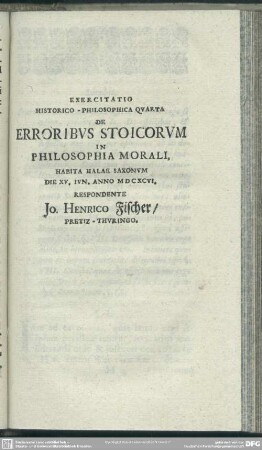 EXERCITATIO
HISTORICO-PHILOSOPHICA QVARTA
DE
ERRORIBVS STOICORVM
IN
PHILOSOPHIA MORALI,
HABITA HALAE SAXONVM
DIE XV, IVN. ANNO MDCXCVI.
RESPONDENTE
Jo. HENRICO Fischer/
PREYIZ-THVRINGO.